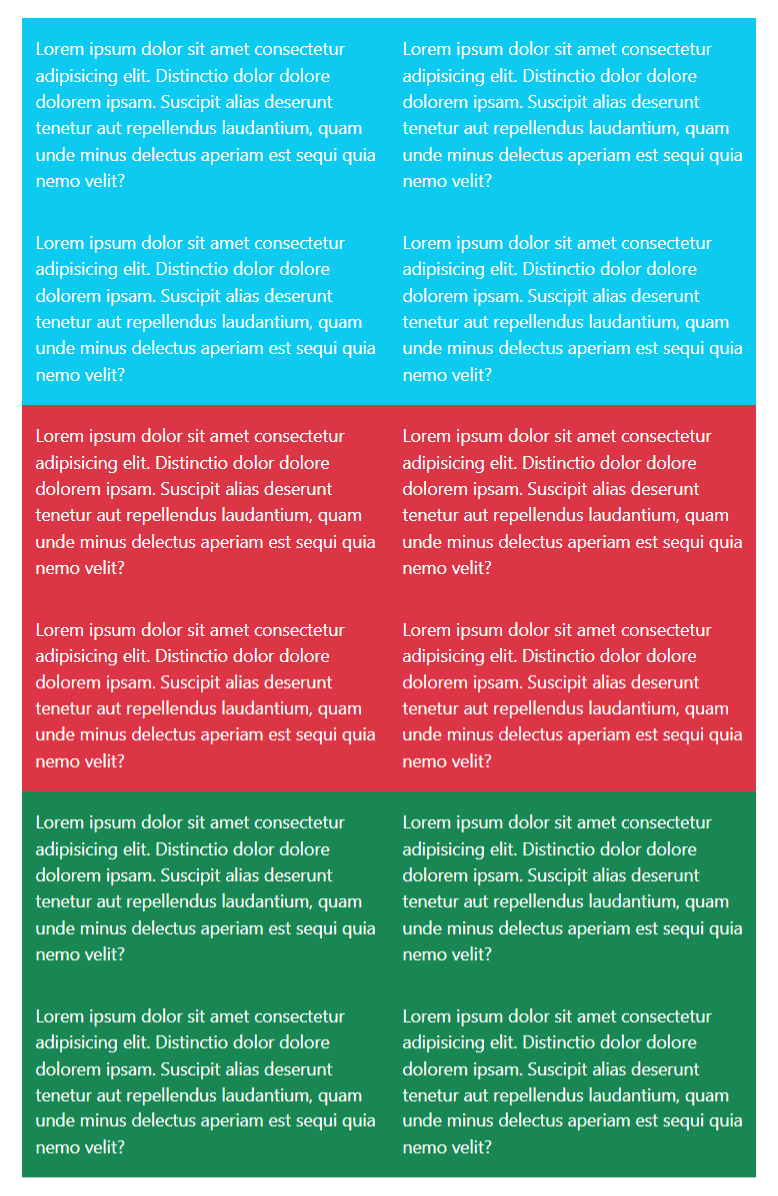 Lorem ipsum dolor sit amet consectetur
adipisicing elit. Distinctio dolor dolore
dolorem ipsam. Suscipit alias deserunt
tenetur aut repellendus laudantium, quam
unde minus delectus aperiam est sequi quia
nemo velit?
Lorem ipsum dolor sit amet consectetur
adipisicing elit. Distinctio dolor dolore
dolorem ipsam. Suscipit alias deserunt
tenetur aut repellendus laudantium, quam
unde minus delectus aperiam est sequi quia
nemo velit?
Lorem ipsum dolor sit amet consectetur
adipisicing elit. Distinctio dolor dolore
dolorem ipsam. Suscipit alias deserunt
tenetur aut repellendus laudantium, quam
unde minus delectus aperiam est sequi quia
nemo velit?
Lorem ipsum dolor sit amet consectetur
adipisicing elit. Distinctio dolor dolore
dolorem ipsam. Suscipit alias deserunt
tenetur aut repellendus laudantium, quam
unde minus delectus aperiam est sequi quia
nemo velit?
Lorem ipsum dolor sit amet consectetur
adipisicing elit. Distinctio dolor dolore
dolorem ipsam. Suscipit alias deserunt
tenetur aut repellendus laudantium, quam
unde minus delectus aperiam est sequi quia
nemo velit?
Lorem ipsum dolor sit amet consectetur
adipisicing elit. Distinctio dolor dolore
dolorem ipsam. Suscipit alias deserunt
tenetur aut repellendus laudantium, quam
unde minus delectus aperiam est sequi quia
nemo velit?
Lorem ipsum dolor sit amet consectetur
adipisicing elit. Distinctio dolor dolore
dolorem ipsam. Suscipit alias deserunt
tenetur aut repellendus laudantium, quam
unde minus delectus aperiam est sequi quia
nemo velit?
Lorem ipsum dolor sit amet consectetur
adipisicing elit. Distinctio dolor dolore
dolorem ipsam. Suscipit alias deserunt
tenetur aut repellendus laudantium, quam
unde minus delectus aperiam est sequi quia
nemo velit?
Lorem ipsum dolor sit amet consectetur
adipisicing elit. Distinctio dolor dolore
dolorem ipsam. Suscipit alias deserunt
tenetur aut repellendus laudantium, quam
unde minus delectus aperiam est sequi quia
nemo velit?
Lorem ipsum dolor sit amet consectetur
adipisicing elit. Distinctio dolor dolore
dolorem ipsam. Suscipit alias deserunt
tenetur aut repellendus laudantium, quam
unde minus delectus aperiam est sequi quia
nemo velit?
Lorem ipsum dolor sit amet consectetur
adipisicing elit. Distinctio dolor dolore
dolorem ipsam. Suscipit alias deserunt
tenetur aut repellendus laudantium, quam
unde minus delectus aperiam est sequi quia
nemo velit?
Lorem ipsum dolor sit amet consectetur
adipisicing elit. Distinctio dolor dolore
dolorem ipsam. Suscipit alias deserunt
tenetur aut repellendus laudantium, quam
unde minus delectus aperiam est sequi quia
nemo velit?